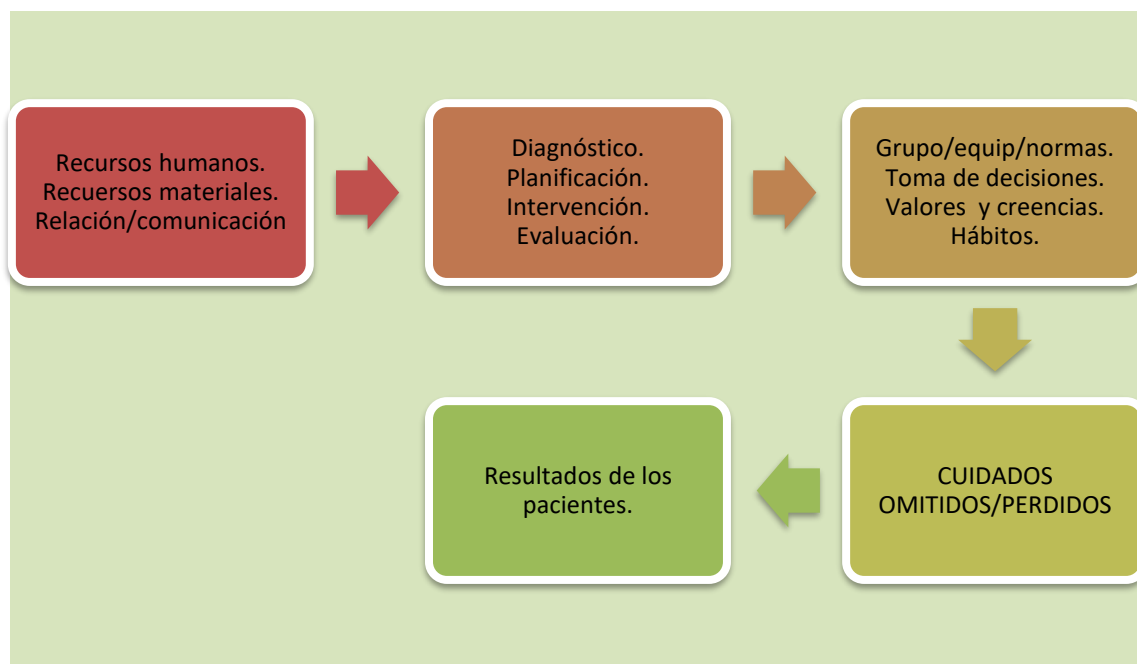 Recursos humanos.
Recuersos materiales.
Relación/comunicación
Diagnóstico.
Planificación.
Intervención.
Evaluación.
Grupo/equip/normas.
Toma de decisiones.
Valores y creencias.
Hábitos.
CUIDADOS
OMITIDOS/PERDIDOS
Resultados de los
pacientes.